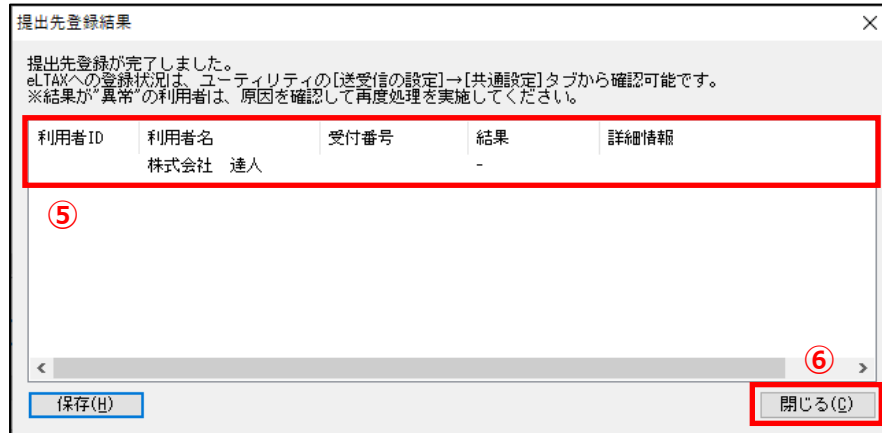 提出先登録結果
提出先登録が完了しました。
eLTAXへの登録状況は、ユーティリティの[送受信の設定]→[共通設定]タブから確認可能です。
※結果が"異常"の利用者は、原因を確認して再度処理を実施してください。
利用者ID 利用者名 受付番号 結果 詳細情報
株式会社 達人 -
⑤
⑥
保存(H) 閉じる(C)